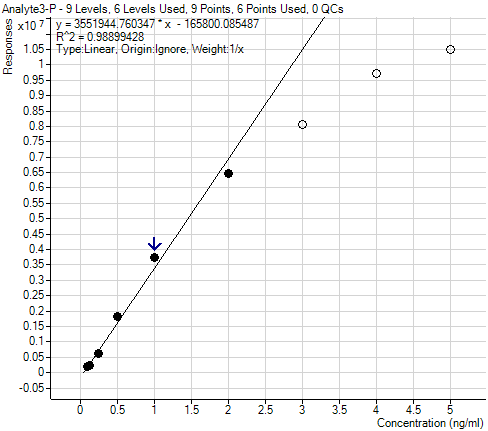 Analyte3-P - 9 Levels, 6 Levels Used, 9 Points, 6 Points Used, 0 QCs
Responses
x10 7
y = 3551944.760347 * x - 165800.085487
R^2 = 0.98899428
Type:Linear, Origin:Ignore, Weight:1/x
1.05
1
0.95
0.9
0.85
0.8
0.75
0.7
0.65
0.6
0.55
0.5
0.45
0.4
0.35
0.3
0.25
0.2
0.15
0.1
0.05
0
-0.05
0 0.5 1 1.5 2 2.5 3 3.5 4 4.5 5
Concentration (ng/ml)